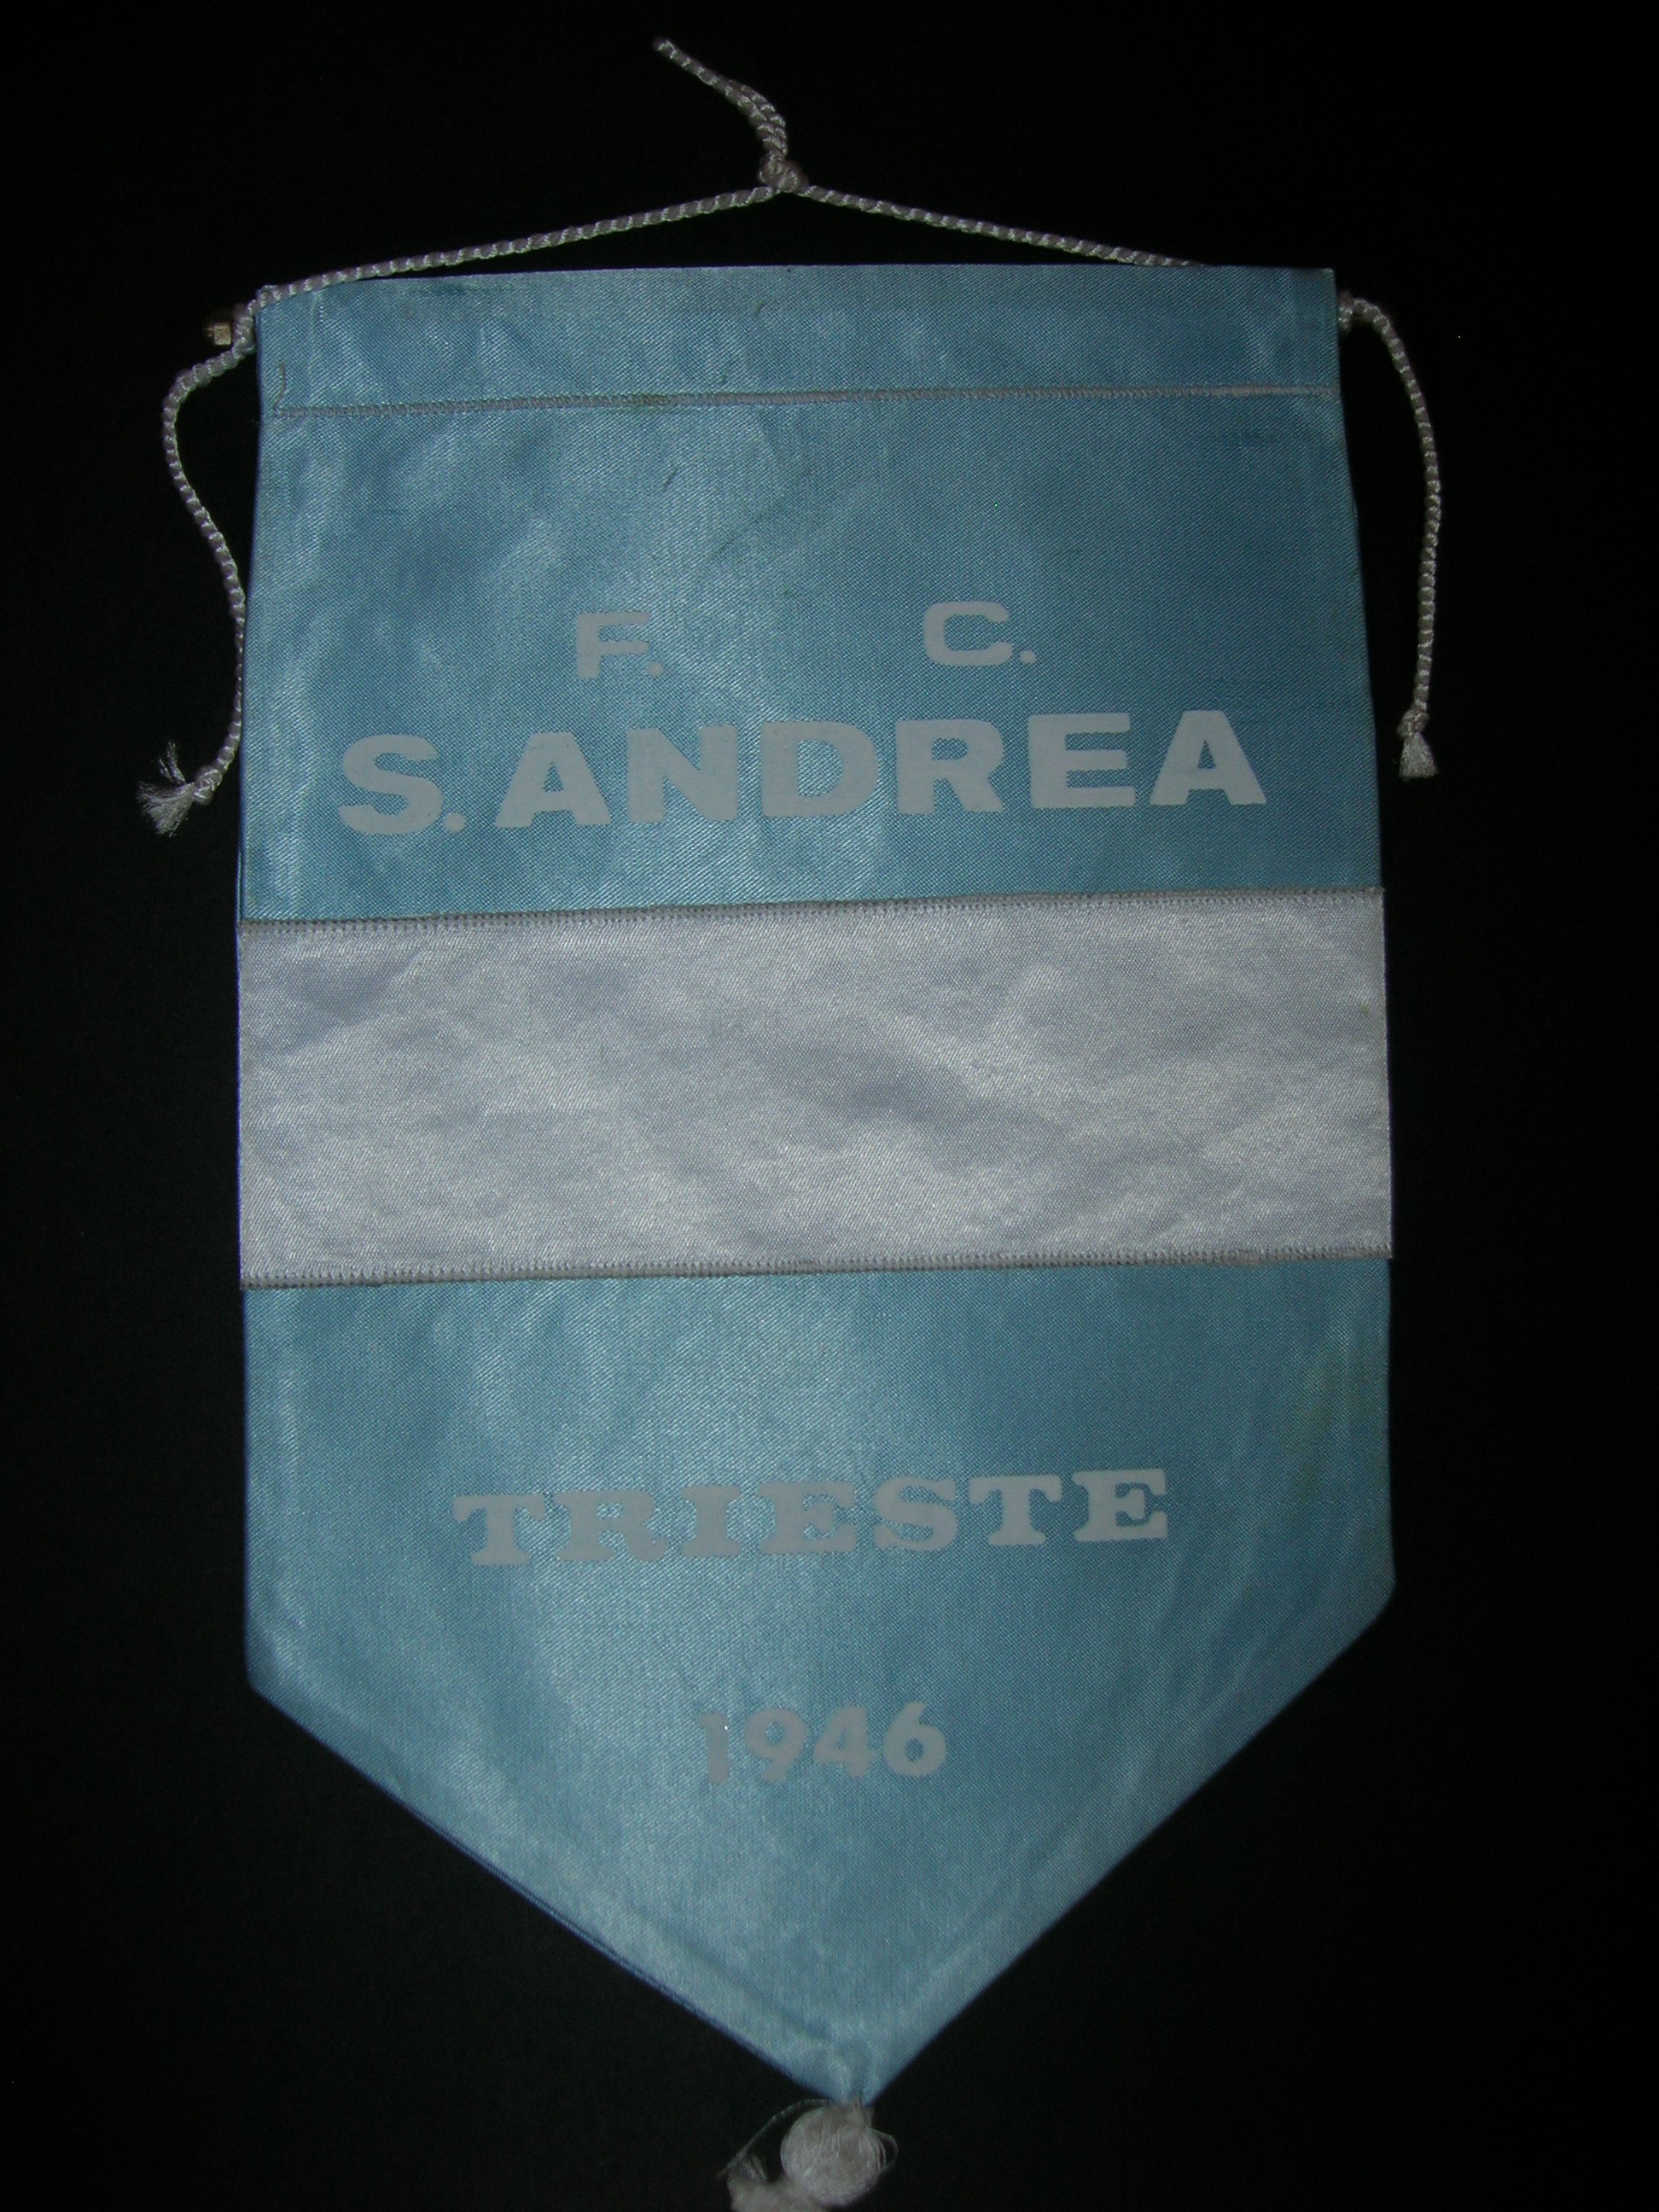 F. C.
S. ANDREA
TRIESTE
1946